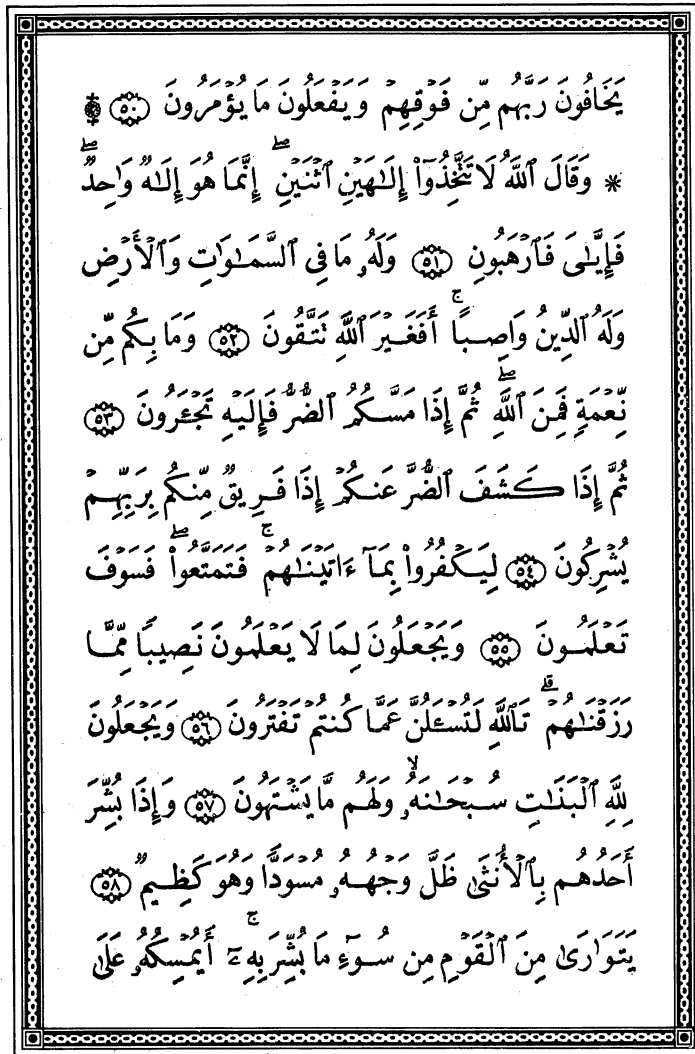 يَخَافُونَ رَبَّهُم مِّن فَوْقِهِمْ وَيَفْعَلُونَ مَا يُؤْمَرُونَ ۩ ٥٠
* وَقَالَ ٱللَّهُ لَا تَتَّخِذُوٓا۟ إِلَٰهَيْنِ ٱثْنَيْنِ ۖ إِنَّمَا هُوَ إِلَٰهٌ وَٰحِدٌ ۖ
فَإِيَّٰىَ فَٱرْهَبُونِ ٥١ وَلَهُۥ مَا فِى ٱلسَّمَٰوَٰتِ وَٱلْأَرْضِ
وَلَهُ ٱلدِّينُ وَاصِبًا ۚ أَفَغَيْرَ ٱللَّهِ تَتَّقُونَ ٥٢ وَمَا بِكُم مِّن
نِّعْمَةٍ فَمِنَ ٱللَّهِ ۖ ثُمَّ إِذَا مَسَّكُمُ ٱلضُّرُّ فَإِلَيْهِ تَجْـَٔرُونَ ٥٣
ثُمَّ إِذَا كَشَفَ ٱلضُّرَّ عَنكُمْ إِذَا فَرِيقٌ مِّنكُم بِرَبِّهِمْ
يُشْرِكُونَ ٥٤ لِيَكْفُرُوا۟ بِمَآ ءَاتَيْنَٰهُمْ ۚ فَتَمَتَّعُوا۟ ۖ فَسَوْفَ
تَعْلَمُونَ ٥٥ وَيَجْعَلُونَ لِمَا لَا يَعْلَمُونَ نَصِيبًا مِّمَّا
رَزَقْنَٰهُمْ ۗ تَٱللَّهِ لَتُسْـَٔلُنَّ عَمَّا كُنتُمْ تَفْتَرُونَ ٥٦ وَيَجْعَلُونَ
لِلَّهِ ٱلْبَنَٰتِ سُبْحَٰنَهُۥ ۙ وَلَهُم مَّا يَشْتَهُونَ ٥٧ وَإِذَا بُشِّرَ
أَحَدُهُم بِٱلْأُنثَىٰ ظَلَّ وَجْهُهُۥ مُسْوَدًّا وَهُوَ كَظِيمٌ ٥٨
يَتَوَٰرَىٰ مِنَ ٱلْقَوْمِ مِن سُوٓءِ مَا بُشِّرَ بِهِۦٓ ۚ أَيُمْسِكُهُۥ عَلَىٰ